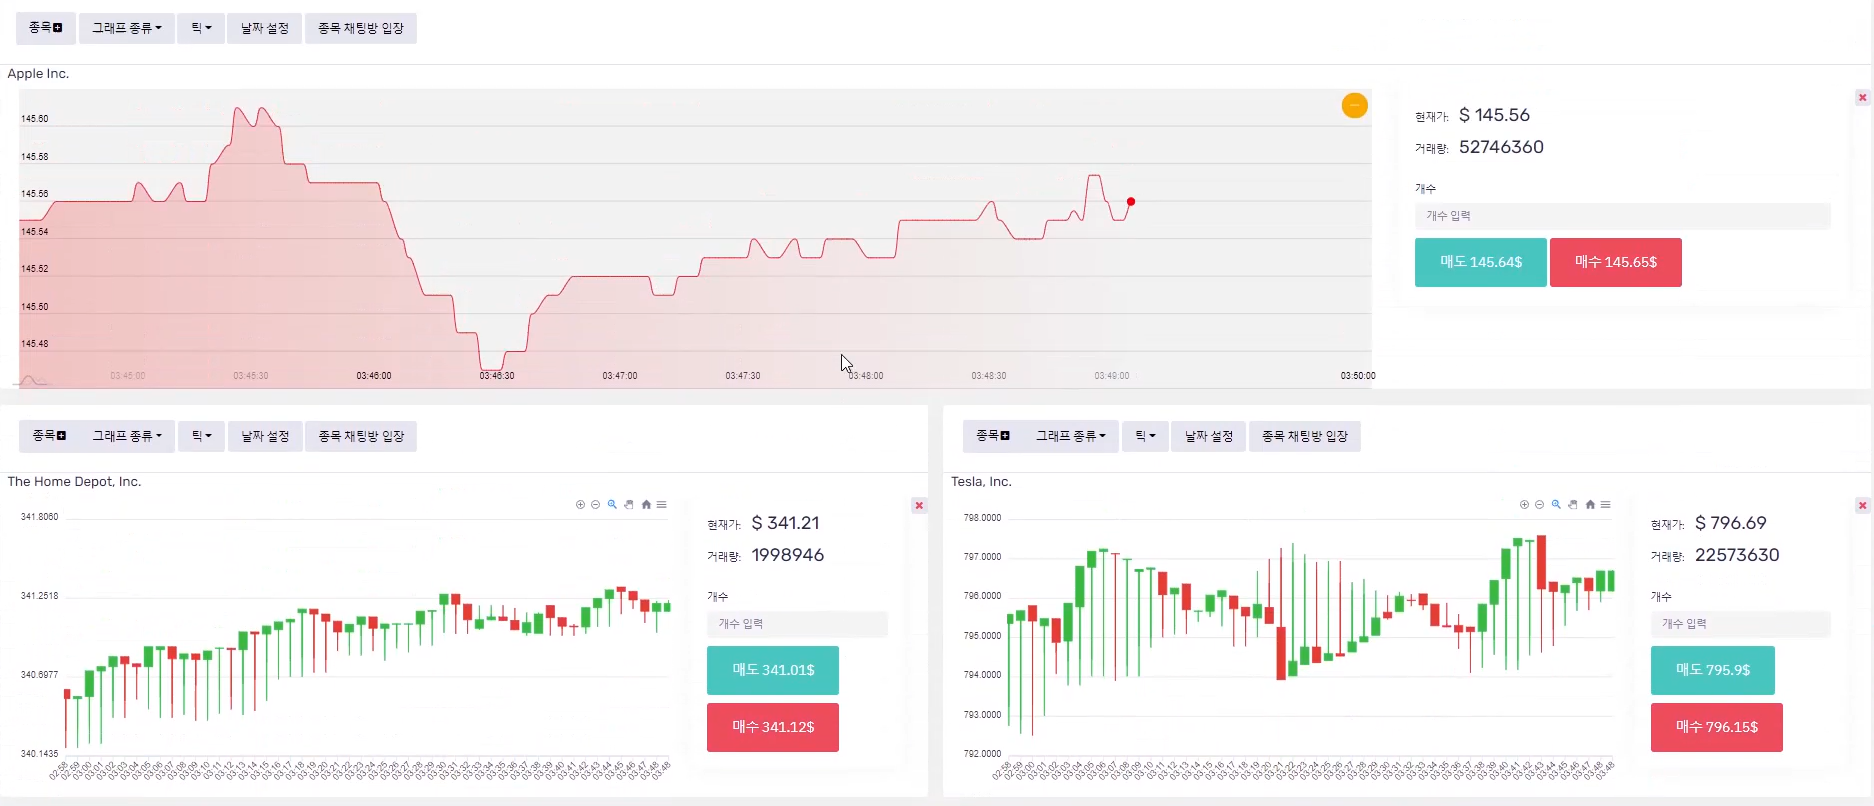 종목 그래프 종류 틱 날짜 설정 종목 채팅방 입장
Apple Inc.
145.60
145.58
145.56
145.54
145.52
145.50
145.48
03:45:00 03:45:30 03:46:00 03:46:30 03:47:00 03:47:30 03:48:00 03:48:30 03:49:00 03:50:00
현재가: $ 145.56
거래량: 52746360
개수
개수 입력
매도 145.64$ 매수 145.65$
종목 그래프 종류 틱 날짜 설정 종목 채팅방 입장
The Home Depot, Inc.
341.8060
341.2518
340.6977
340.1435
현재가: $ 341.21
거래량: 1998946
개수
개수 입력
매도 341.01$
매수 341.12$
종목 그래프 종류 틱 날짜 설정 종목 채팅방 입장
Tesla, Inc.
798.0000
797.0000
796.0000
795.0000
794.0000
793.0000
792.0000
현재가: $ 796.69
거래량: 22573630
개수
개수 입력
매도 795.9$
매수 796.15$